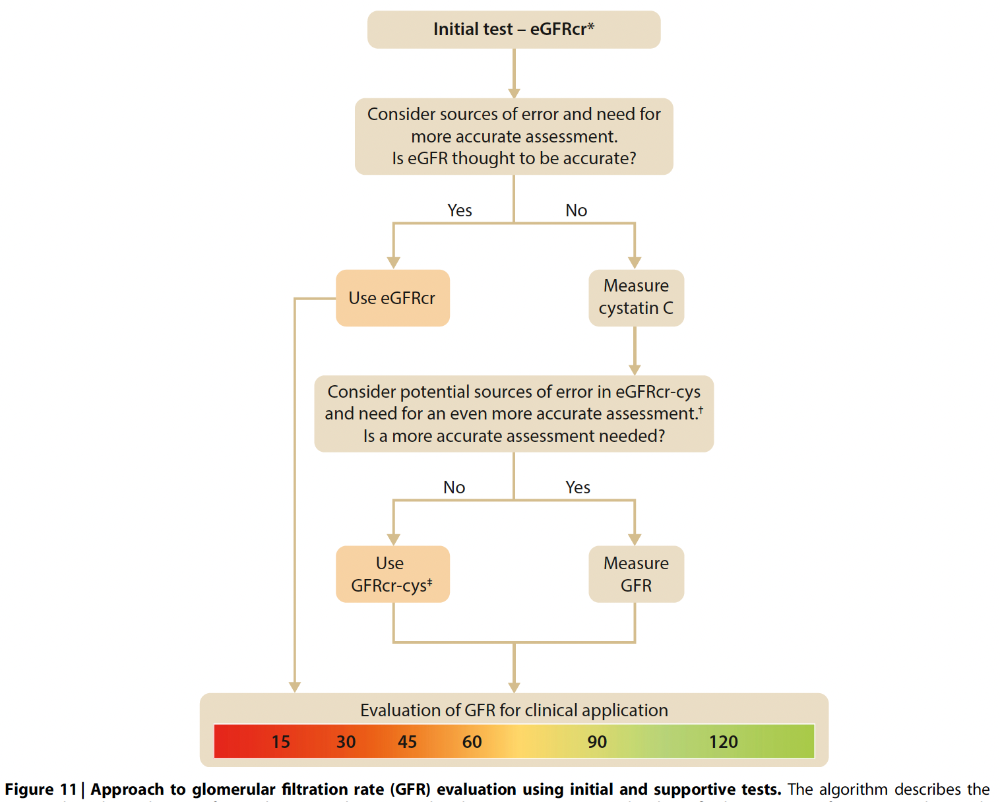 Initial test – eGFRcr*
Consider sources of error and need for
more accurate assessment.
Is eGFR thought to be accurate?
Yes
No
Use eGFRcr
Measure
cystatin C
Consider potential sources of error in eGFRcr-cys
and need for an even more accurate assessment.†
Is a more accurate assessment needed?
No
Yes
Use
GFRcr-cys‡
Measure
GFR
Evaluation of GFR for clinical application
15 30 45 60 90 120
Figure 11 | Approach to glomerular filtration rate (GFR) evaluation using initial and supportive tests. The algorithm describes the